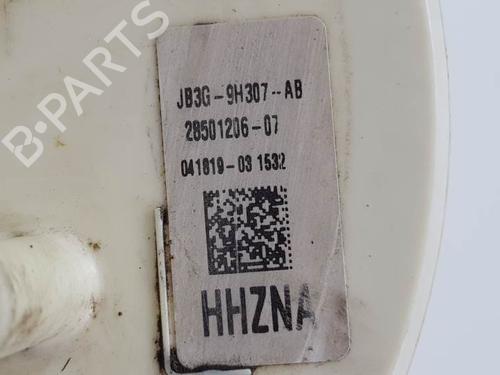 JB3G-9H307-AB
28501206-07
041819-03 1532
HHZNA
B-PARTS